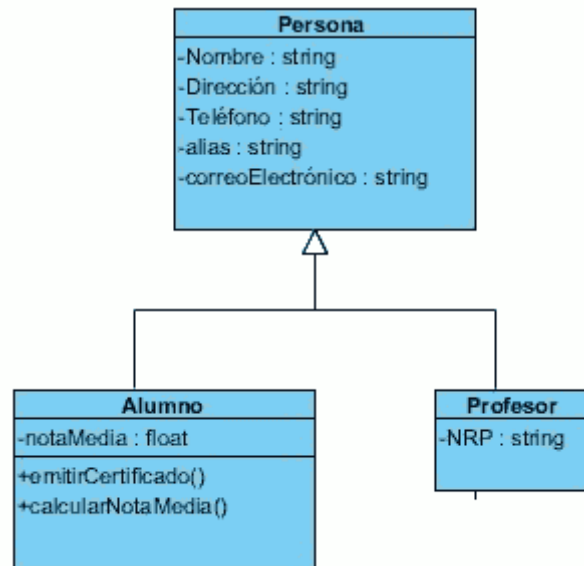 Persona
-Nombre : string
-Dirección : string
-Teléfono : string
-alias : string
-correoElectrónico : string
Alumno
-notaMedia : float
+emitirCertificado()
+calcularNotaMedia()
Profesor
-NRP : string